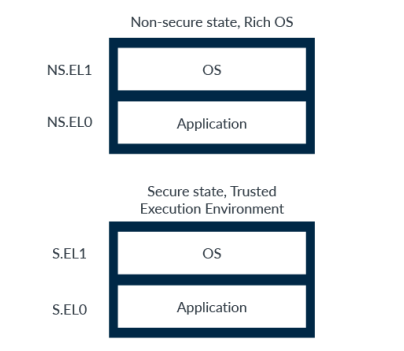 Non-secure state, Rich OS
NS.EL1
OS
NS.EL0
Application
Secure state, Trusted
Execution Environment
S.EL1
OS
S.EL0
Application